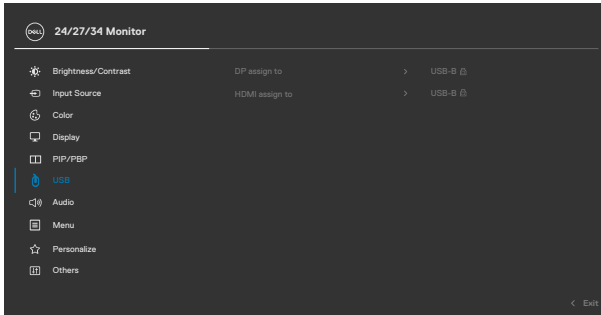 DELL
24/27/34 Monitor
Brightness/Contrast
DP assign to > USB-B
Input Source
HDMI assign to > USB-B
Color
Display
PIP/PBP
USB
Audio
Menu
Personalize
Others
< Exit